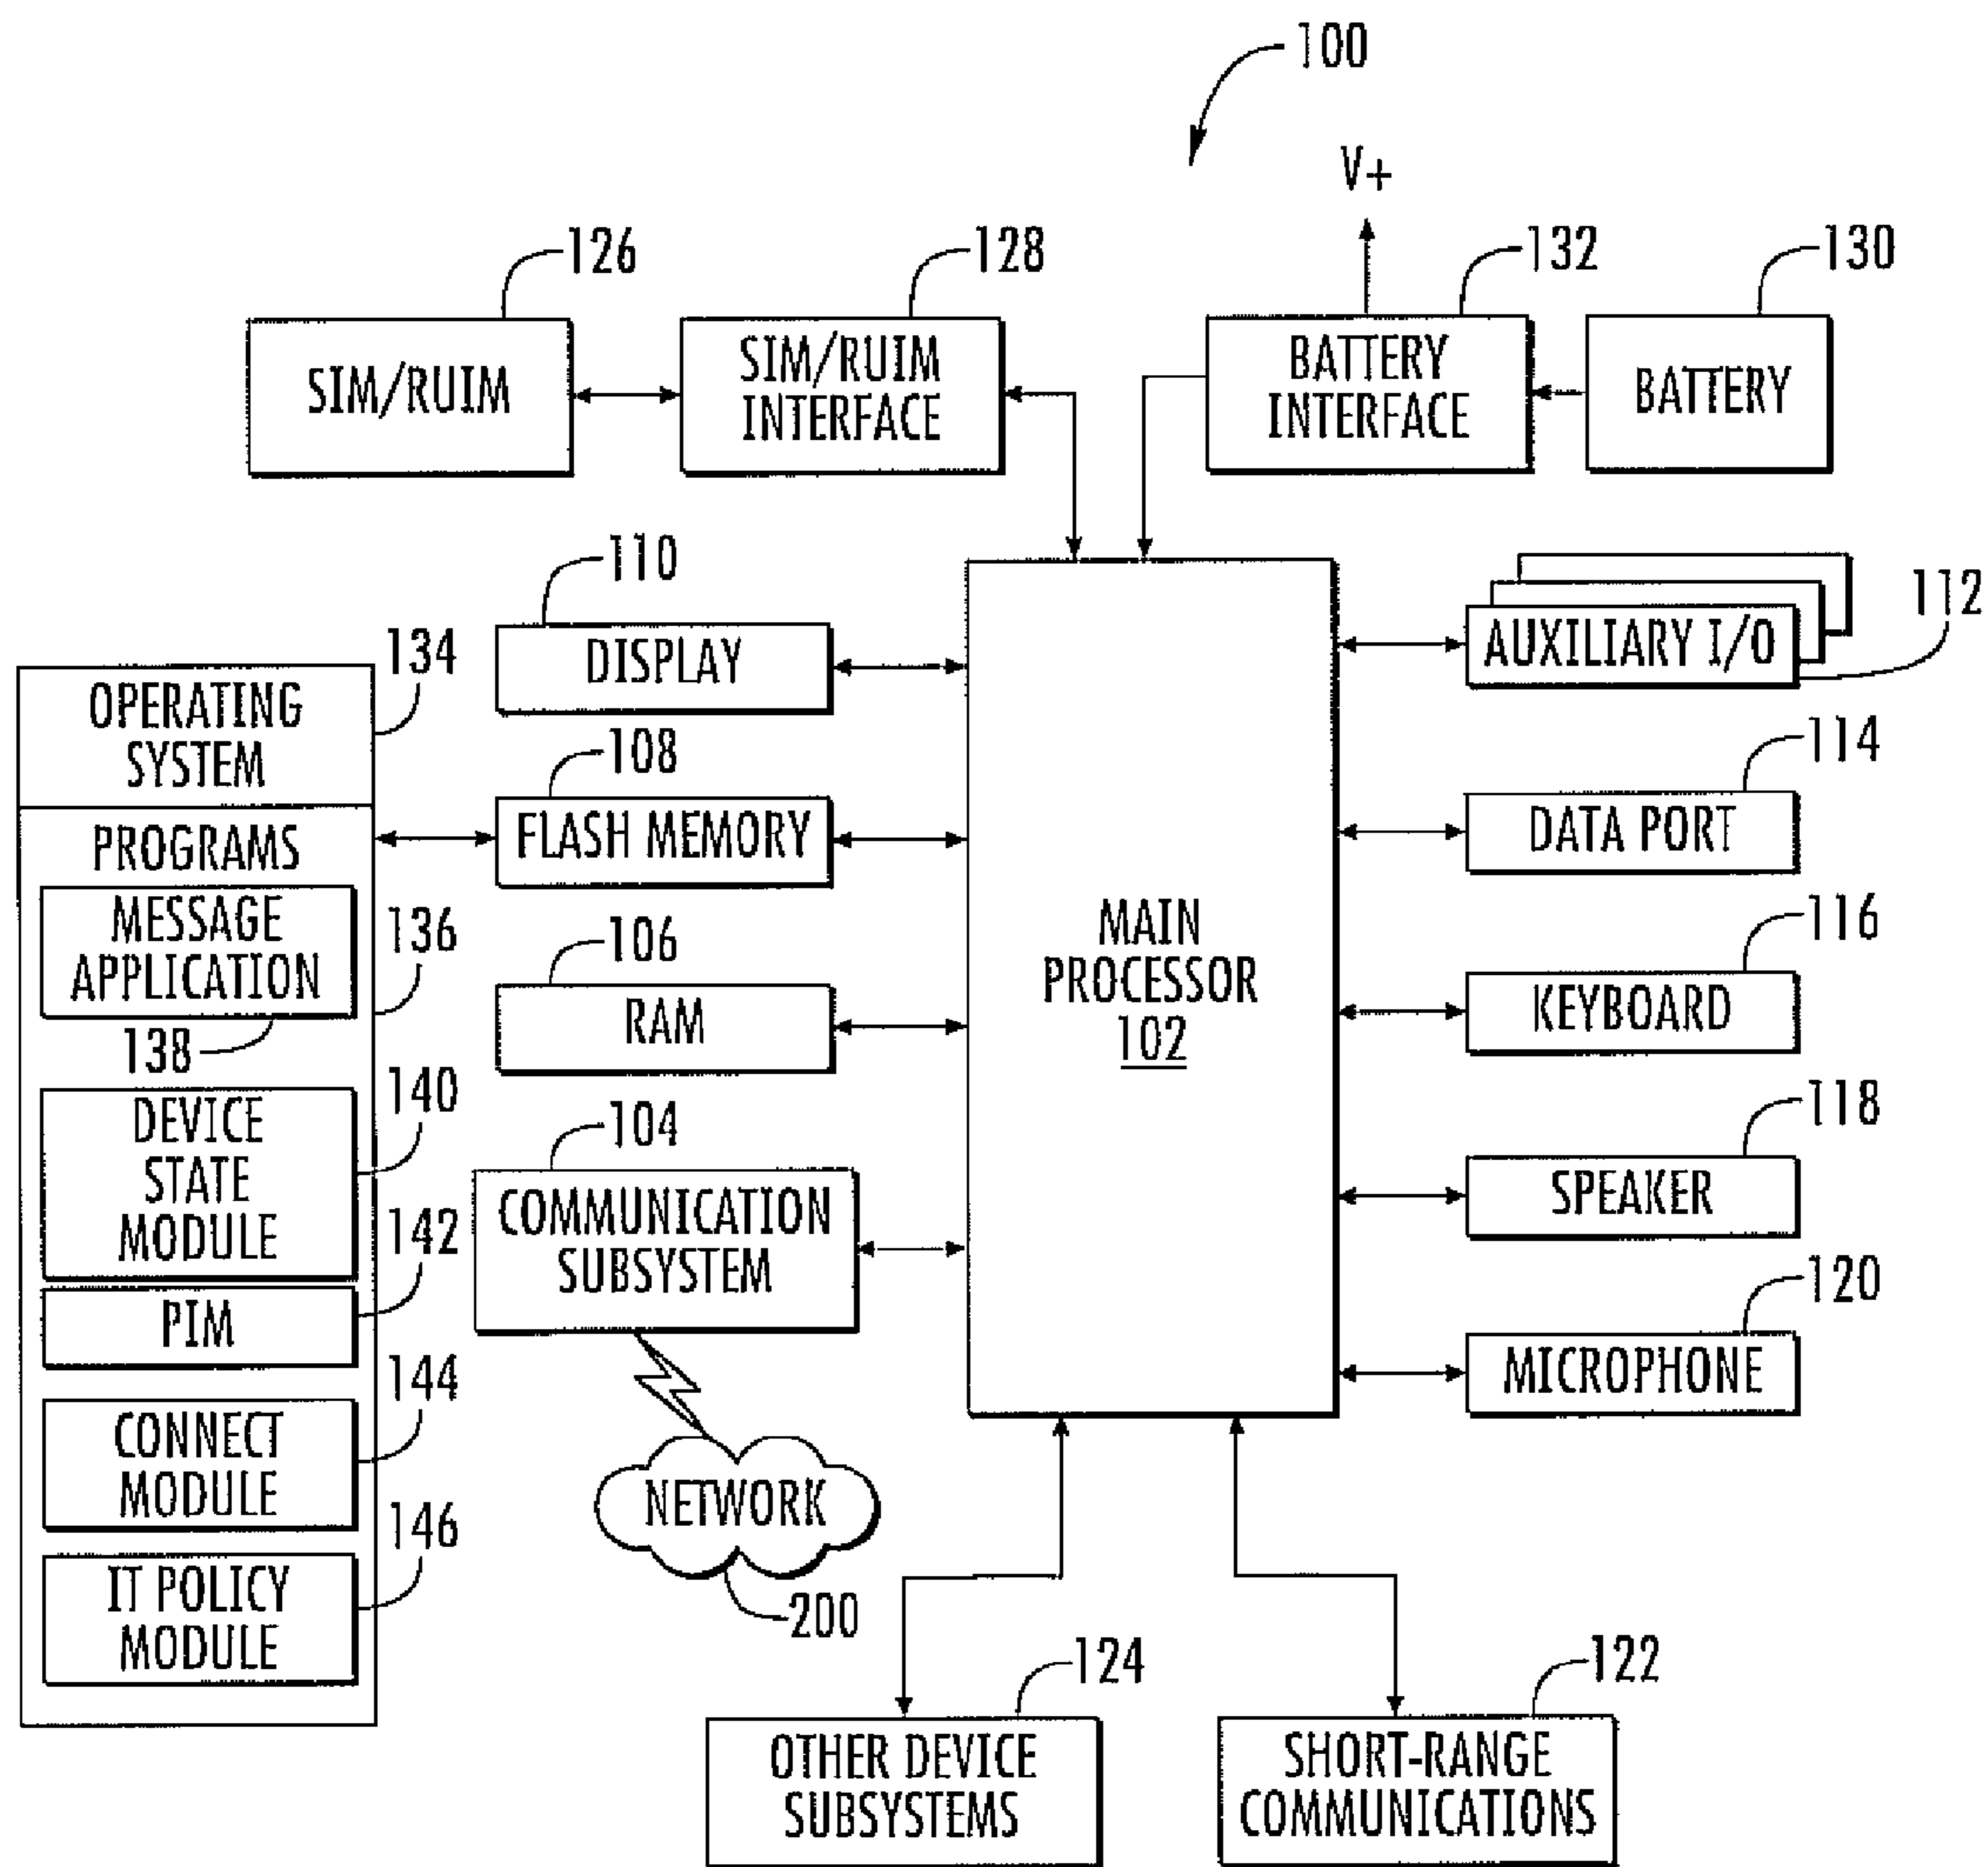 100
V+
126
128
132
130
SIM/RUIM
SIM/RUIM
INTERFACE
BATTERY
INTERFACE
BATTERY
110
DISPLAY
AUXILIARY I/O
112
134
OPERATING
SYSTEM
108
FLASH MEMORY
114
DATA PORT
PROGRAMS
MESSAGE
APPLICATION
138
136
106
RAM
MAIN
PROCESSOR
102
116
KEYBOARD
140
DEVICE
STATE
MODULE
104
COMMUNICATION
SUBSYSTEM
118
SPEAKER
142
PIM
120
MICROPHONE
144
CONNECT
MODULE
NETWORK
200
146
IT POLICY
MODULE
124
OTHER DEVICE
SUBSYSTEMS
122
SHORT-RANGE
COMMUNICATIONS